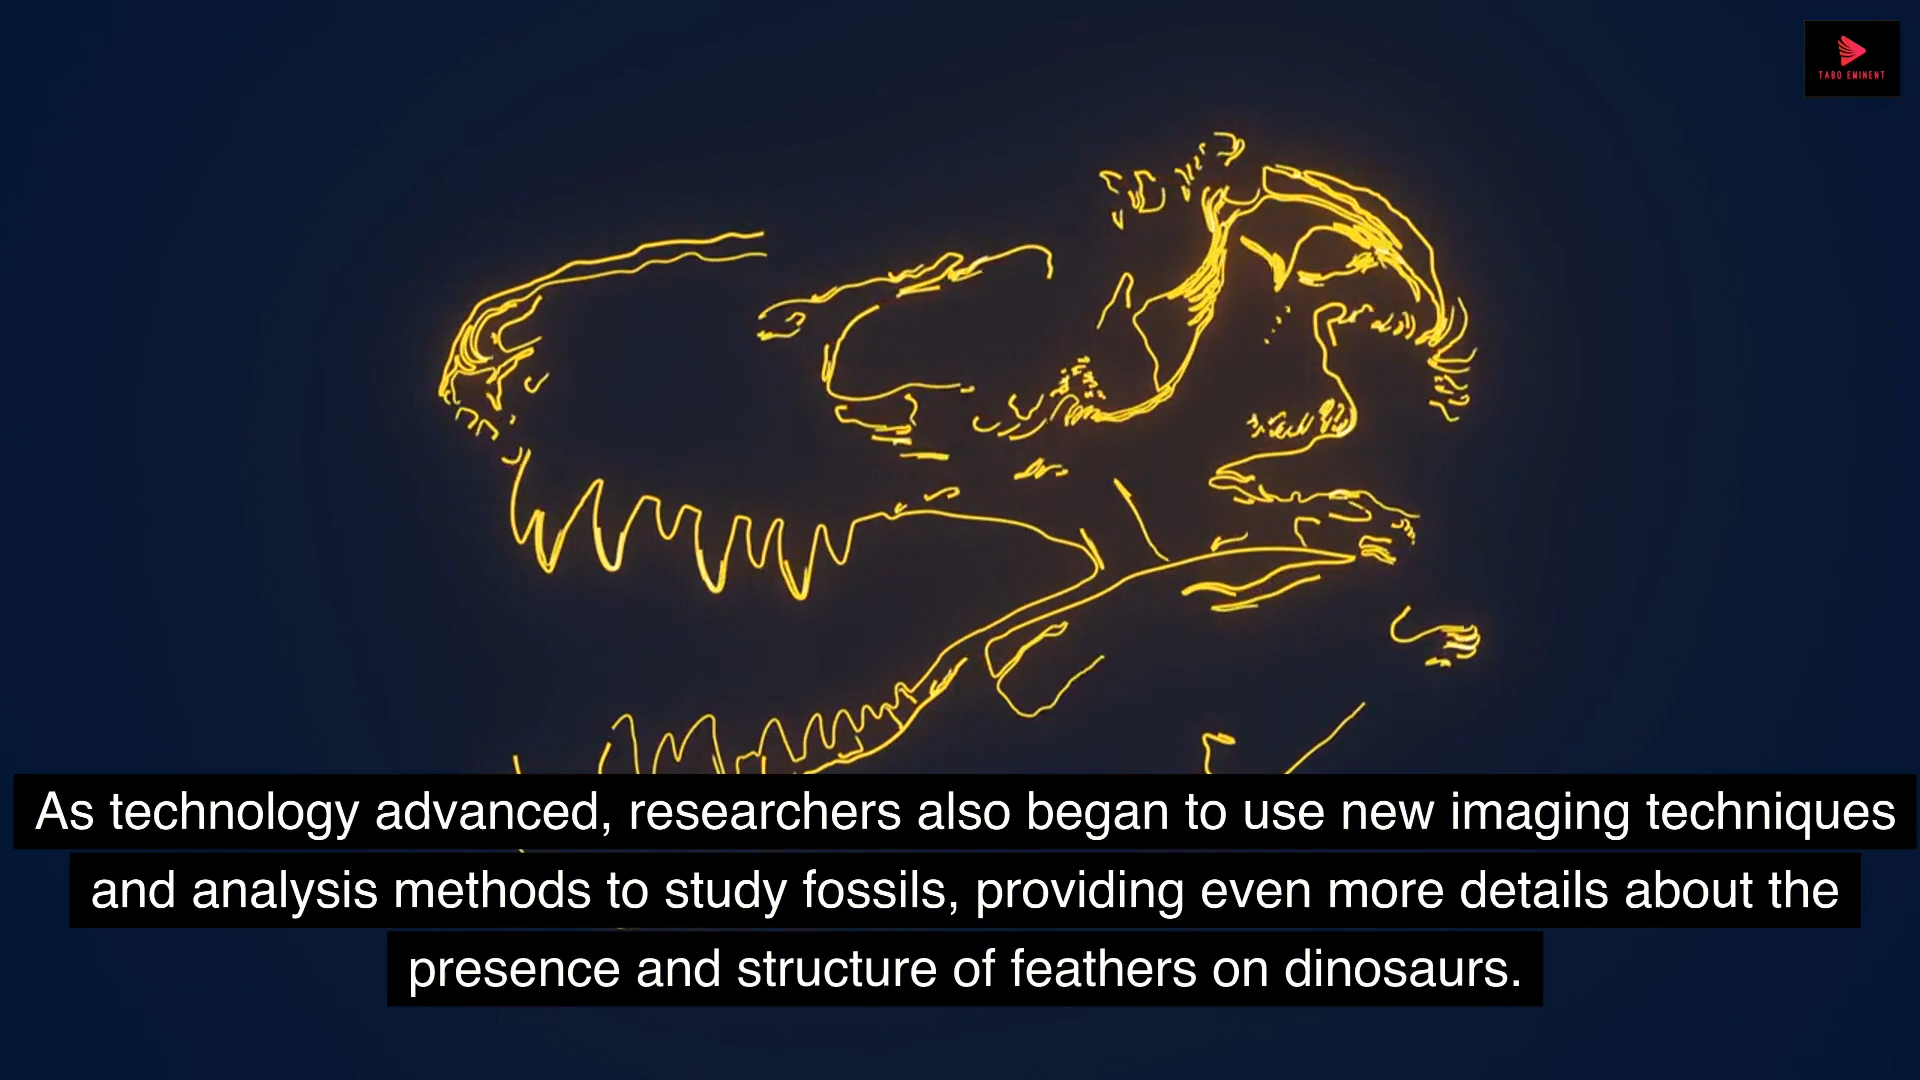 TABO EMINENT
As technology advanced, researchers also began to use new imaging techniques
and analysis methods to study fossils, providing even more details about the
presence and structure of feathers on dinosaurs.